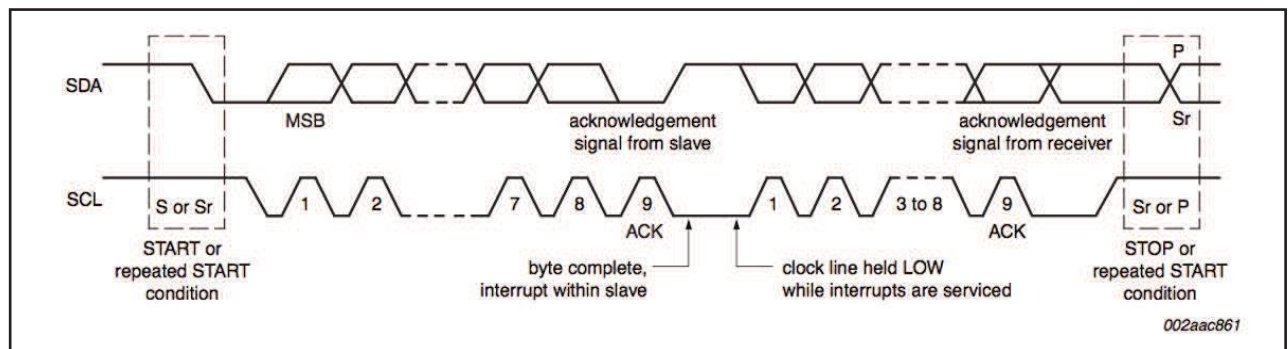 P
SDA
MSB
acknowledgement
signal from slave
acknowledgement
signal from receiver
Sr
SCL
S or Sr
1
2
7
8
9
1
2
3 to 8
9
Sr or P
ACK
ACK
START or
repeated START
condition
byte complete,
interrupt within slave
clock line held LOW
while interrupts are serviced
STOP or
repeated START
condition
002aac861